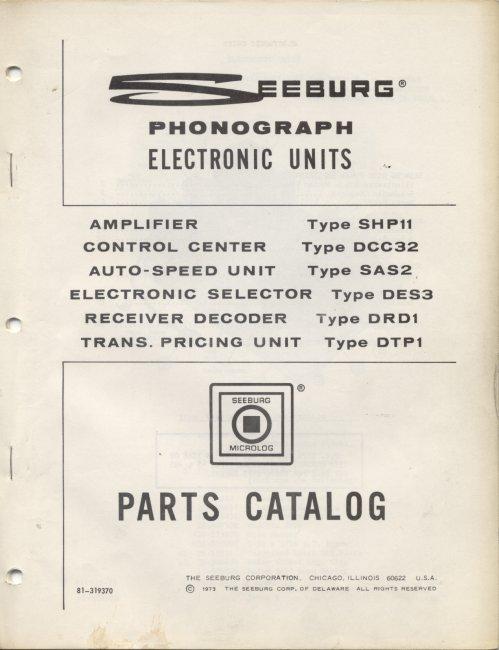 SEEBURG®
PHONOGRAPH
ELECTRONIC UNITS
AMPLIFIER Type SHP11
CONTROL CENTER Type DCC32
AUTO-SPEED UNIT Type SAS2
ELECTRONIC SELECTOR Type DES3
RECEIVER DECODER Type DRD1
TRANS. PRICING UNIT Type DTP1
SEEBURG ®
MICROLOG
PARTS CATALOG
THE SEEBURG CORPORATION. CHICAGO, ILLINOIS 60622 U.S.A.
81-319370 © 1973 THE SEEBURG CORP. OF DELAWARE ALL RIGHTS RESERVED